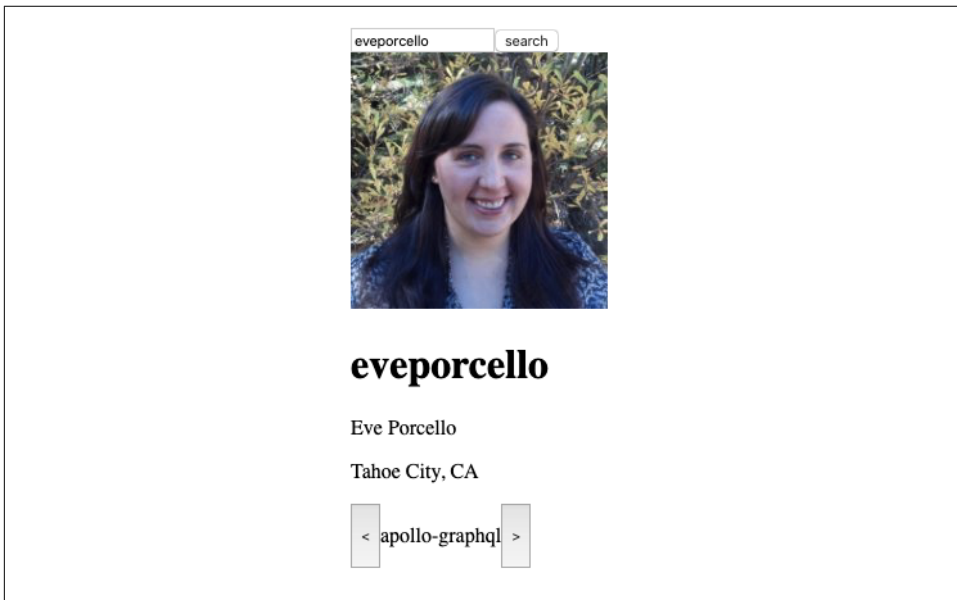 eveporcello search
eveporcello
Eve Porcello
Tahoe City, CA
< apollo-graphql >